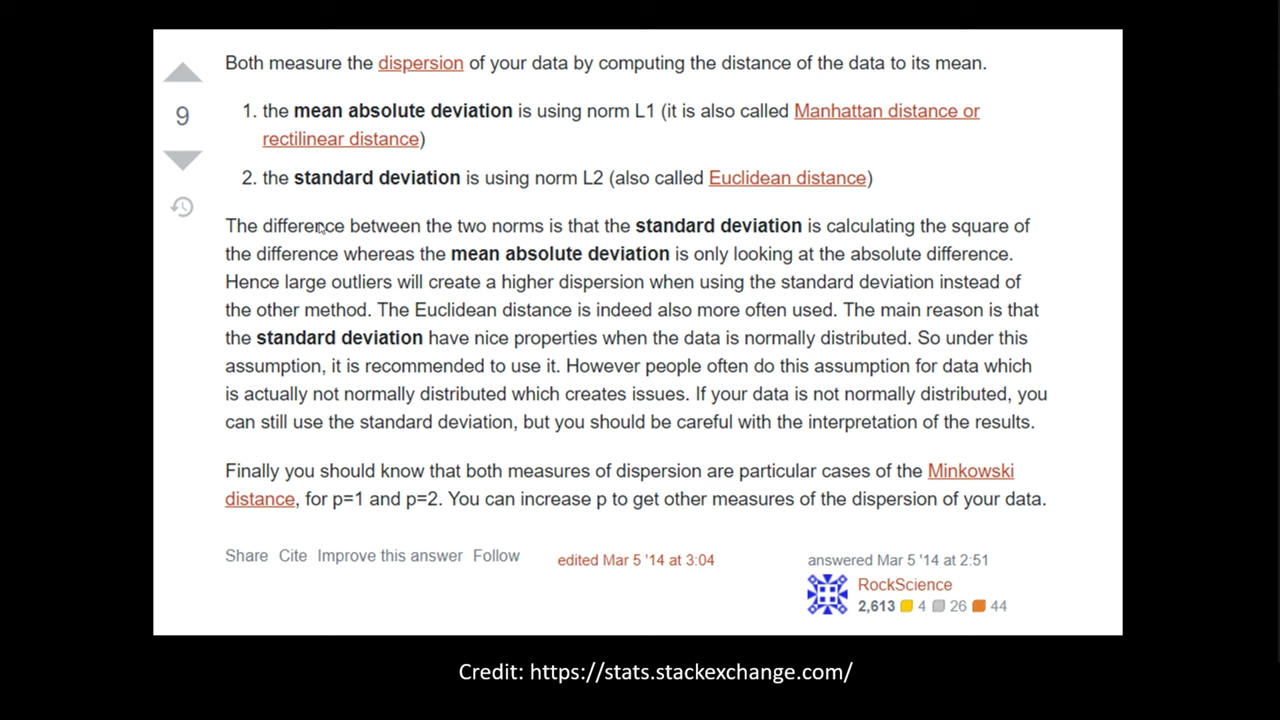 Both measure the dispersion of your data by computing the distance of the data to its mean.
9
1. the mean absolute deviation is using norm L1 (it is also called Manhattan distance or
rectilinear distance)
2. the standard deviation is using norm L2 (also called Euclidean distance)
The difference between the two norms is that the standard deviation is calculating the square of
the difference whereas the mean absolute deviation is only looking at the absolute difference.
Hence large outliers will create a higher dispersion when using the standard deviation instead of
the other method. The Euclidean distance is indeed also more often used. The main reason is that
the standard deviation have nice properties when the data is normally distributed. So under this
assumption, it is recommended to use it. However people often do this assumption for data which
is actually not normally distributed which creates issues. If your data is not normally distributed, you
can still use the standard deviation, but you should be careful with the interpretation of the results.
Finally you should know that both measures of dispersion are particular cases of the Minkowski
distance, for p=1 and p=2. You can increase p to get other measures of the dispersion of your data.
Share Cite Improve this answer Follow
edited Mar 5 '14 at 3:04
answered Mar 5 '14 at 2:51
RockScience
2,613 4 26 44
Credit: https://stats.stackexchange.com/